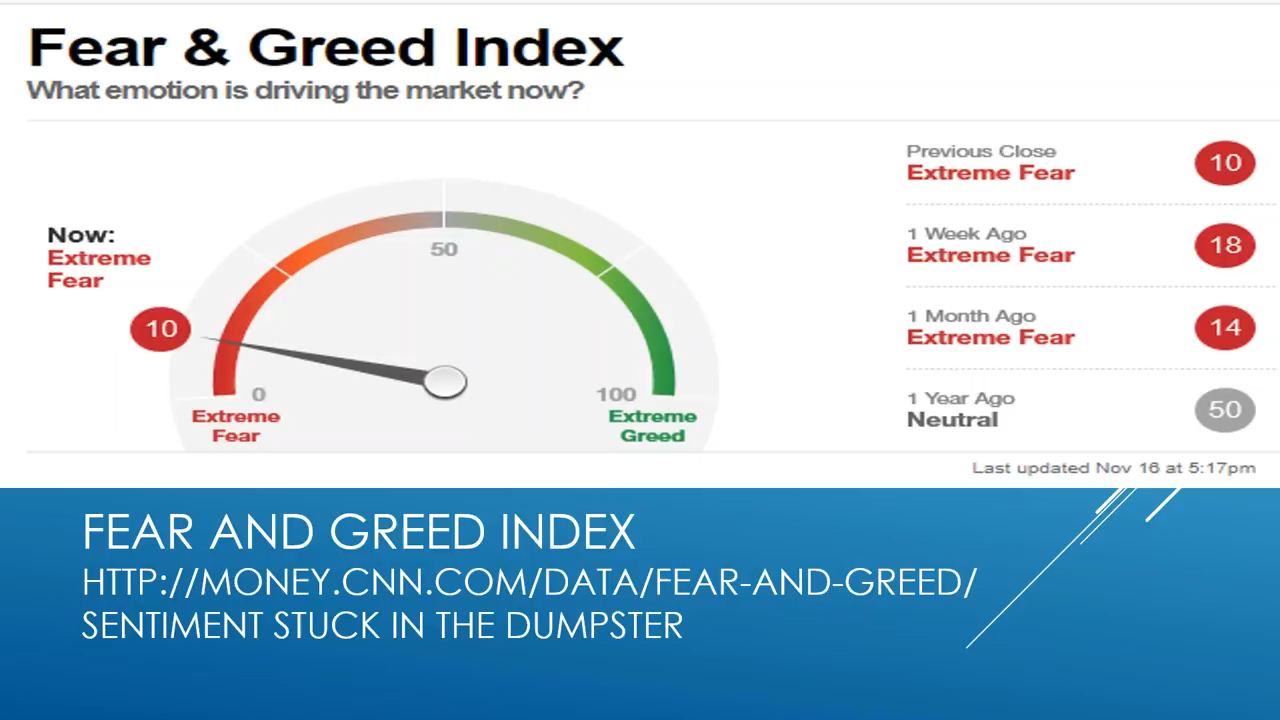 Fear & Greed Index
What emotion is driving the market now?
Now:
Extreme
Fear
10
0
50
100
Extreme
Fear
Extreme
Greed
Previous Close
Extreme Fear
10
1 Week Ago
Extreme Fear
18
1 Month Ago
Extreme Fear
14
1 Year Ago
Neutral
50
Last updated Nov 16 at 5:17pm
FEAR AND GREED INDEX
HTTP://MONEY.CNN.COM/DATA/FEAR-AND-GREED/
SENTIMENT STUCK IN THE DUMPSTER